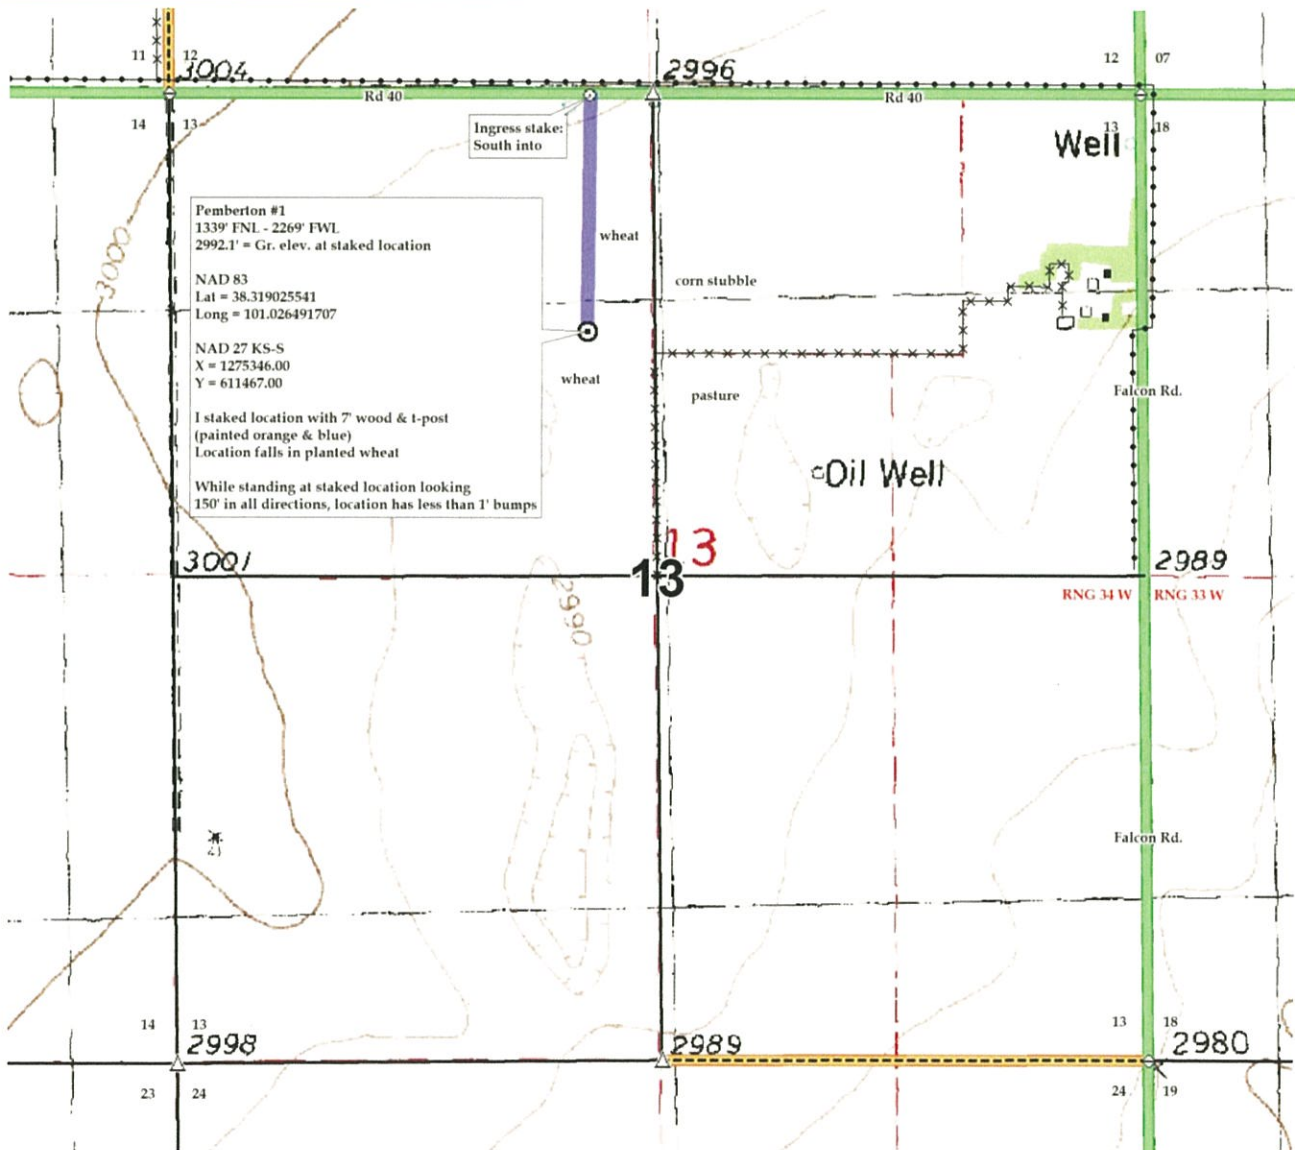 11 12
3004
2996
12 07
Rd 40
Rd 40
14 13
13 18
Ingress stake:
South into
Well
Pemberton #1
1339' FNL - 2269' FWL
2992.1' = Gr. elev. at staked location
NAD 83
Lat = 38.319025541
Long = 101.026491707
NAD 27 KS-S
X = 1275346.00
Y = 611467.00
I staked location with 7' wood & t-post
(painted orange & blue)
Location falls in planted wheat
While standing at staked location looking
150' in all directions, location has less than 1' bumps
3000
wheat
corn stubble
wheat
pasture
Falcon Rd.
Oil Well
13
3001
13
2989
RNG 34 W RNG 33 W
2990
Falcon Rd.
14 13
2998
2989
13 18
2980
23 24
24 19